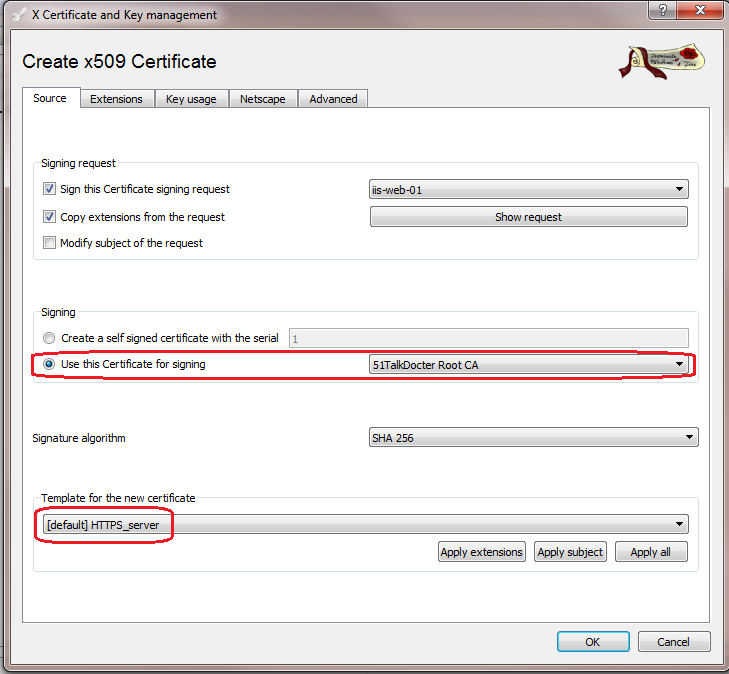 X Certificate and Key management
?
Create x509 Certificate
Source Extensions Key usage Netscape Advanced
Signing request
Sign this Certificate signing request iis-web-01
Copy extensions from the request Show request
Modify subject of the request
Signing
Create a self signed certificate with the serial 1
Use this Certificate for signing 51TalkDocter Root CA
Signature algorithm SHA 256
Template for the new certificate
[default] HTTPS_server
Apply extensions Apply subject Apply all
OK Cancel